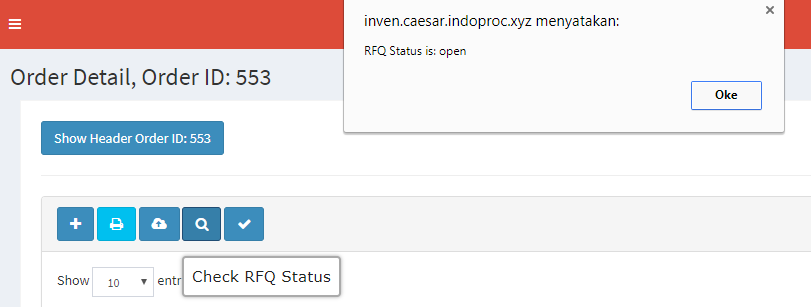 inven.caesar.indoproc.xyz menyatakan:
RFQ Status is: open
Oke
Order Detail, Order ID: 553
Show Header Order ID: 553
Show 10 entr
Check RFQ Status